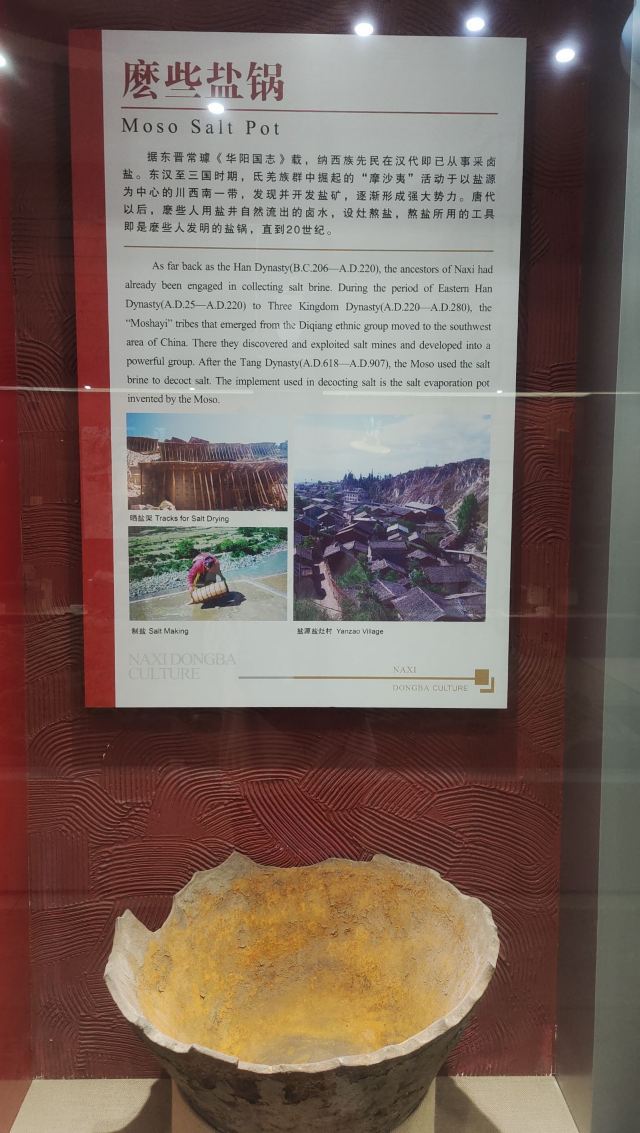 麽些盐锅
Moso Salt Pot
据东晋常璩《华阳国志》载，纳西族先民在汉代即已从事采卤
盐。东汉至三国时期，氐羌族群中掘起的“摩沙夷”活动于以盐源
为中心的川西南一带，发现并开发盐矿，逐渐形成强大势力。唐代
以后，麽些人用盐井自然流出的卤水，设灶熬盐，熬盐所用的工具
即是麽些人发明的盐锅，直到20世纪。
As far back as the Han Dynasty(B.C.206—A.D.220), the ancestors of Naxi had
already been engaged in collecting salt brine. During the period of Eastern Han
Dynasty(A.D.25—A.D.220) to Three Kingdom Dynasty(A.D.220—A.D.280), the
“Moshayi” tribes that emerged from the Diqiang ethnic group moved to the southwest
area of China. There they discovered and exploited salt mines and developed into a
powerful group. After the Tang Dynasty(A.D.618—A.D.907), the Moso used the salt
brine to decoct salt. The implement used in decocting salt is the salt evaporation pot
invented by the Moso.
晒盐架 Tracks for Salt Drying
制盐 Salt Making
盐源盐灶村 Yanzao Village
NAXI DONGBA
CULTURE
NAXI
DONGBA CULTURE